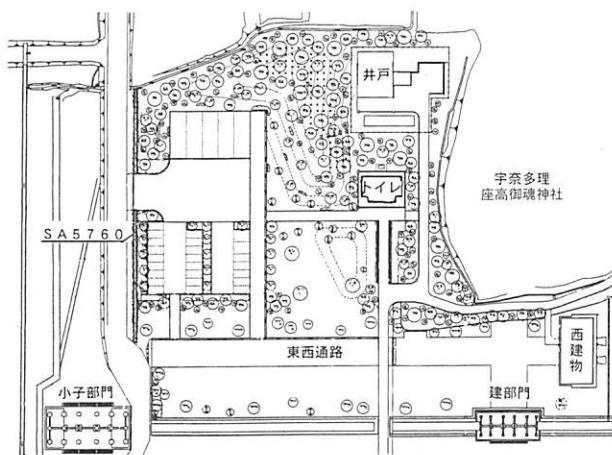 井戸
宇奈多理
座高御魂神社
トイレ
SA5760
東西通路
西建物
小子部門
建部門